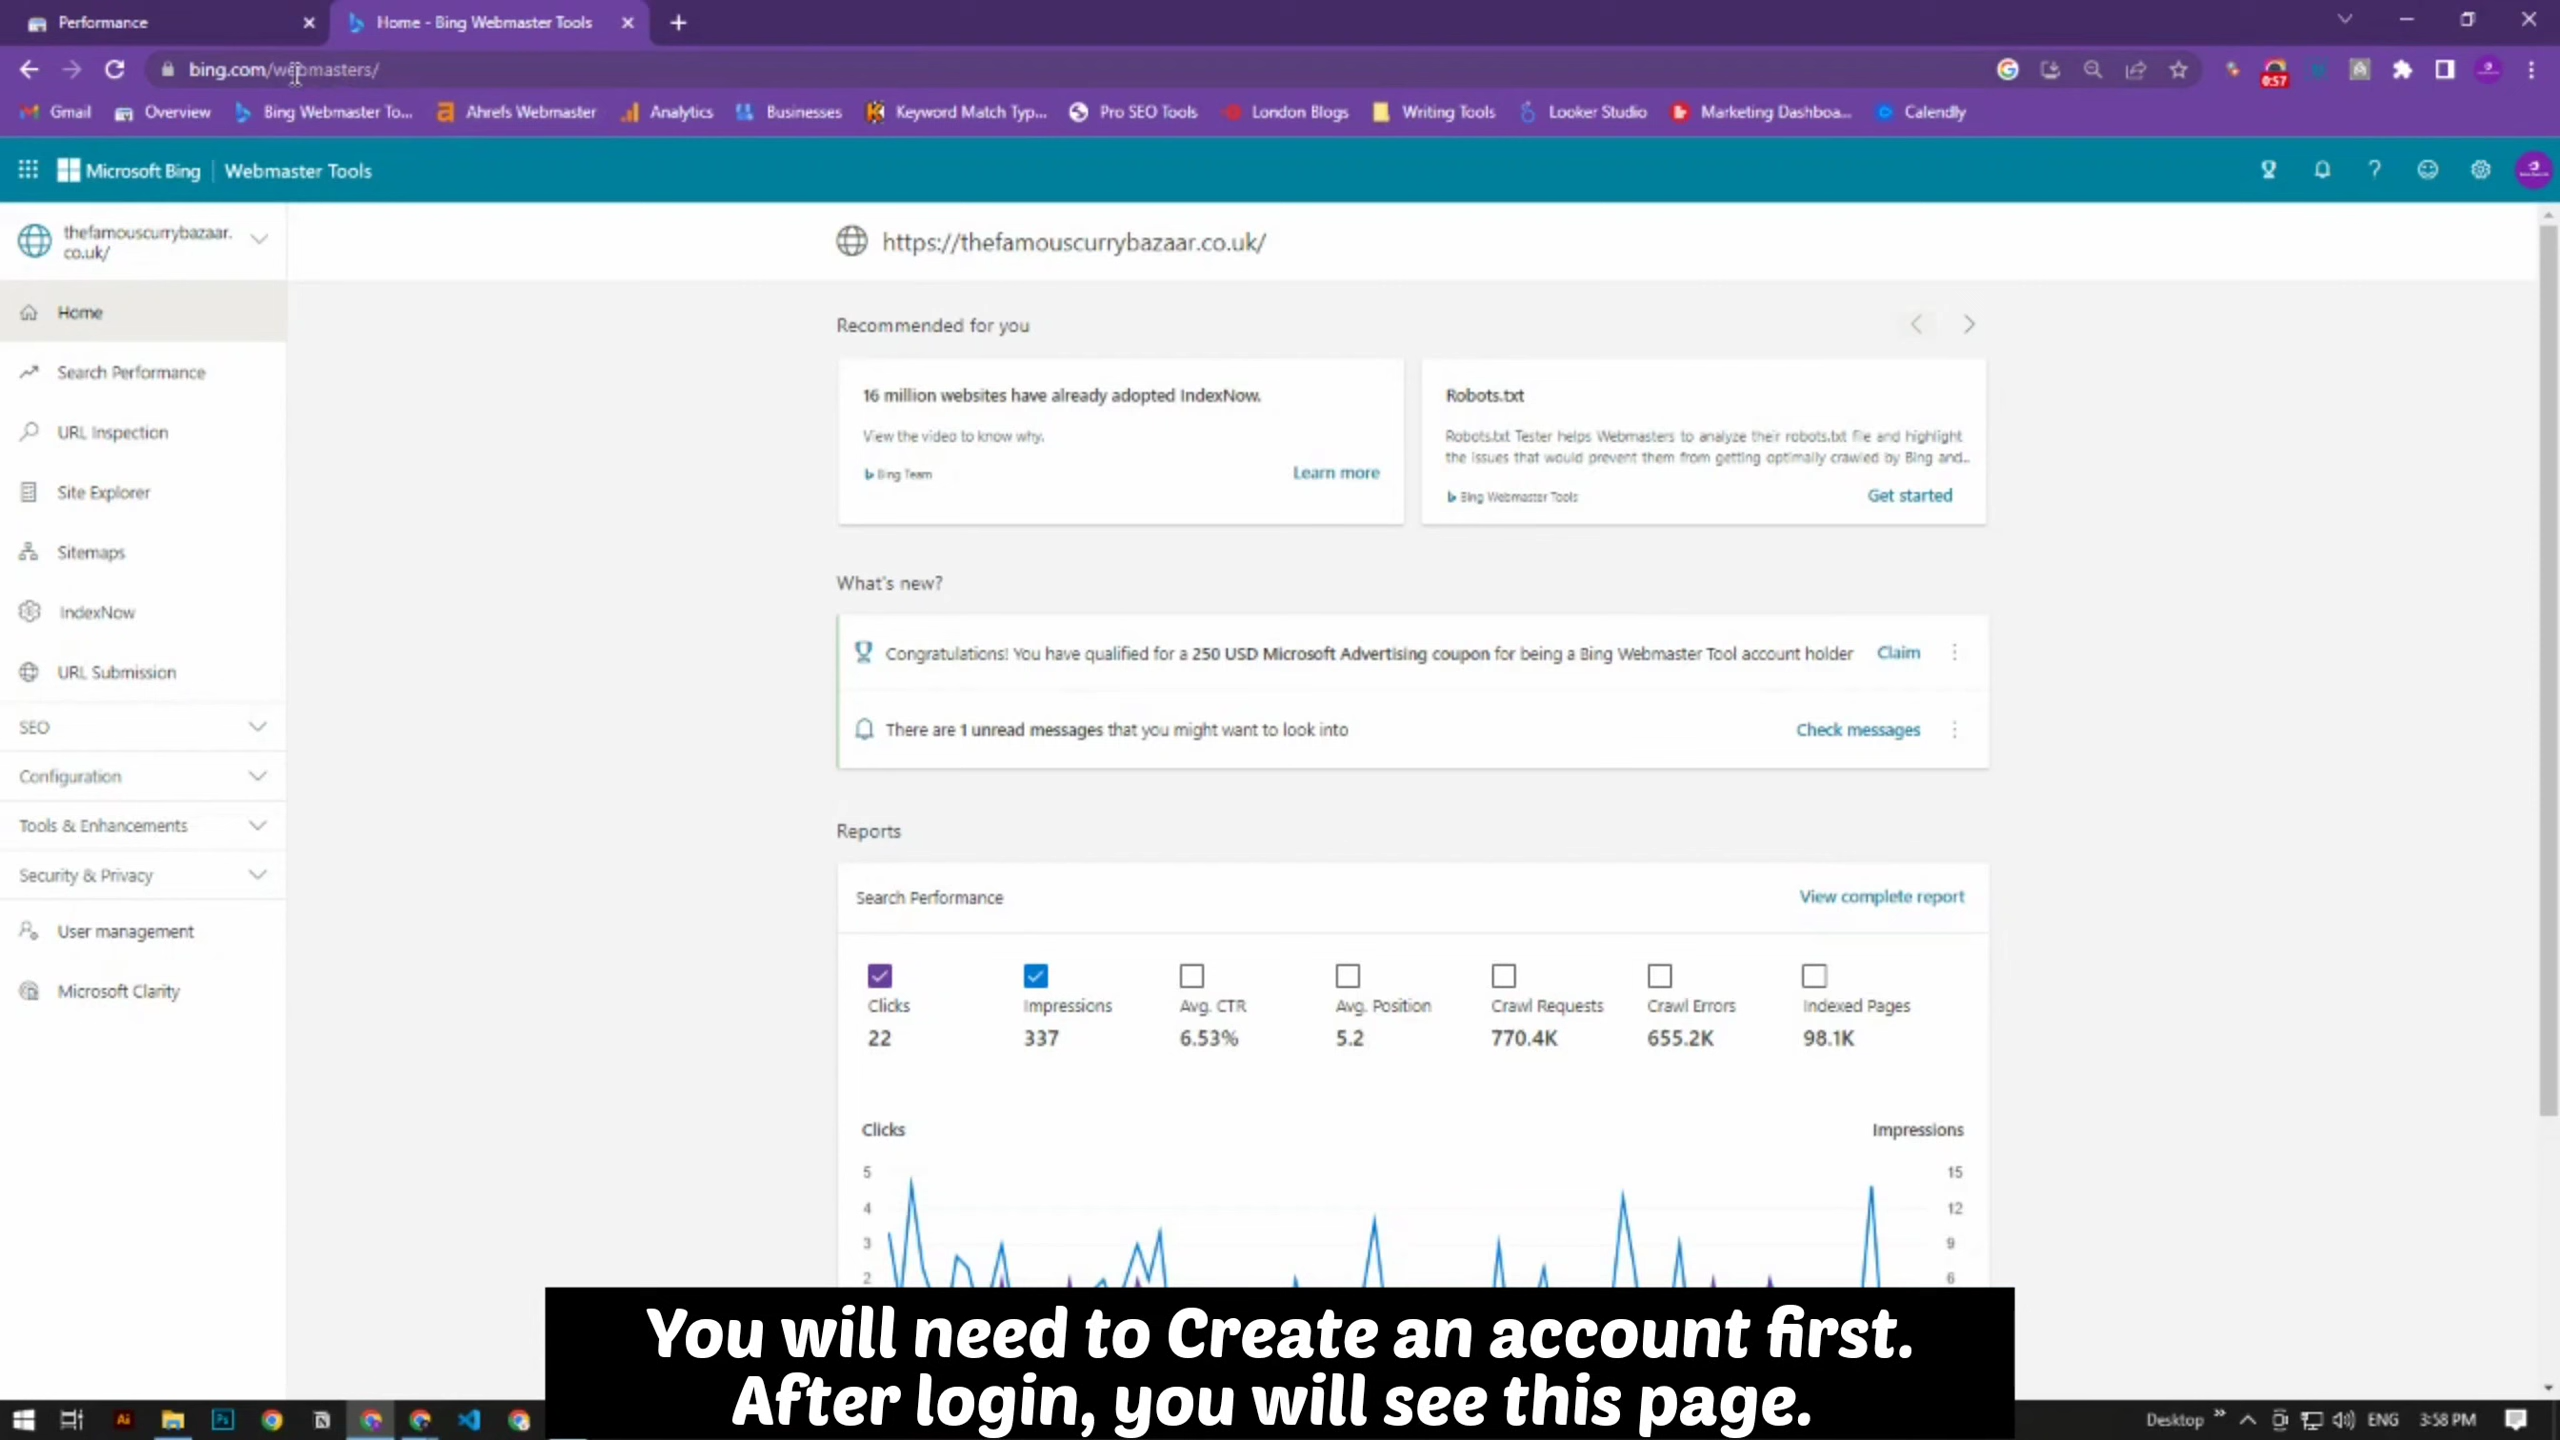 Performance
Home - Bing Webmaster Tools
bing.com/webmasters/
0:57
Gmail
Overview
Bing Webmaster To...
Ahrefs Webmaster
Analytics
Businesses
Keyword Match Typ...
Pro SEO Tools
London Blogs
Writing Tools
Looker Studio
Marketing Dashboa...
Calendly
Microsoft Bing
Webmaster Tools
thefamouscurrybazaar.
co.uk/
https://thefamouscurrybazaar.co.uk/
Home
Search Performance
URL Inspection
Site Explorer
Sitemaps
IndexNow
URL Submission
SEO
Configuration
Tools & Enhancements
Security & Privacy
User management
Microsoft Clarity
Recommended for you
16 million websites have already adopted IndexNow.
View the video to know why.
Bing Team
Learn more
Robots.txt
Robots.txt Tester helps Webmasters to analyze their robots.txt file and highlight
the issues that would prevent them from getting optimally crawled by Bing and..
Bing Webmaster Tools
Get started
What's new?
Congratulations! You have qualified for a 250 USD Microsoft Advertising coupon for being a Bing Webmaster Tool account holder
Claim
There are 1 unread messages that you might want to look into
Check messages
Reports
Search Performance
View complete report
Clicks
22
Impressions
337
Avg. CTR
6.53%
Avg. Position
5.2
Crawl Requests
770.4K
Crawl Errors
655.2K
Indexed Pages
98.1K
Clicks
Impressions
5
15
4
12
3
9
2
6
You will need to Create an account first.
After login, you will see this page.
Ai
Ps
Desktop
ENG
3:58 PM